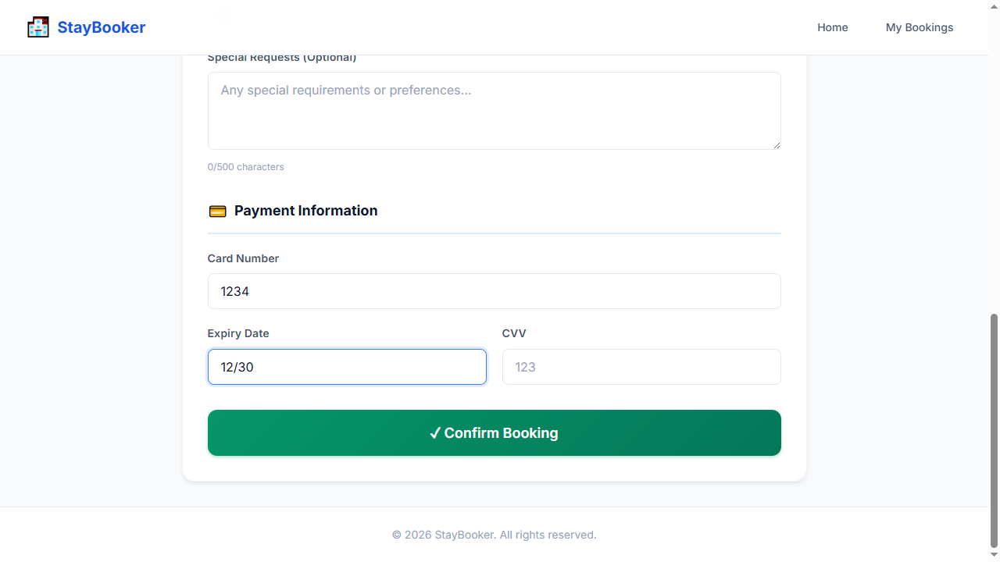 StayBooker
Home
My Bookings
Special Requests (Optional)
Any special requirements or preferences...
0/500 characters
Payment Information
Card Number
1234
Expiry Date
CVV
12/30
123
✓ Confirm Booking
© 2026 StayBooker. All rights reserved.